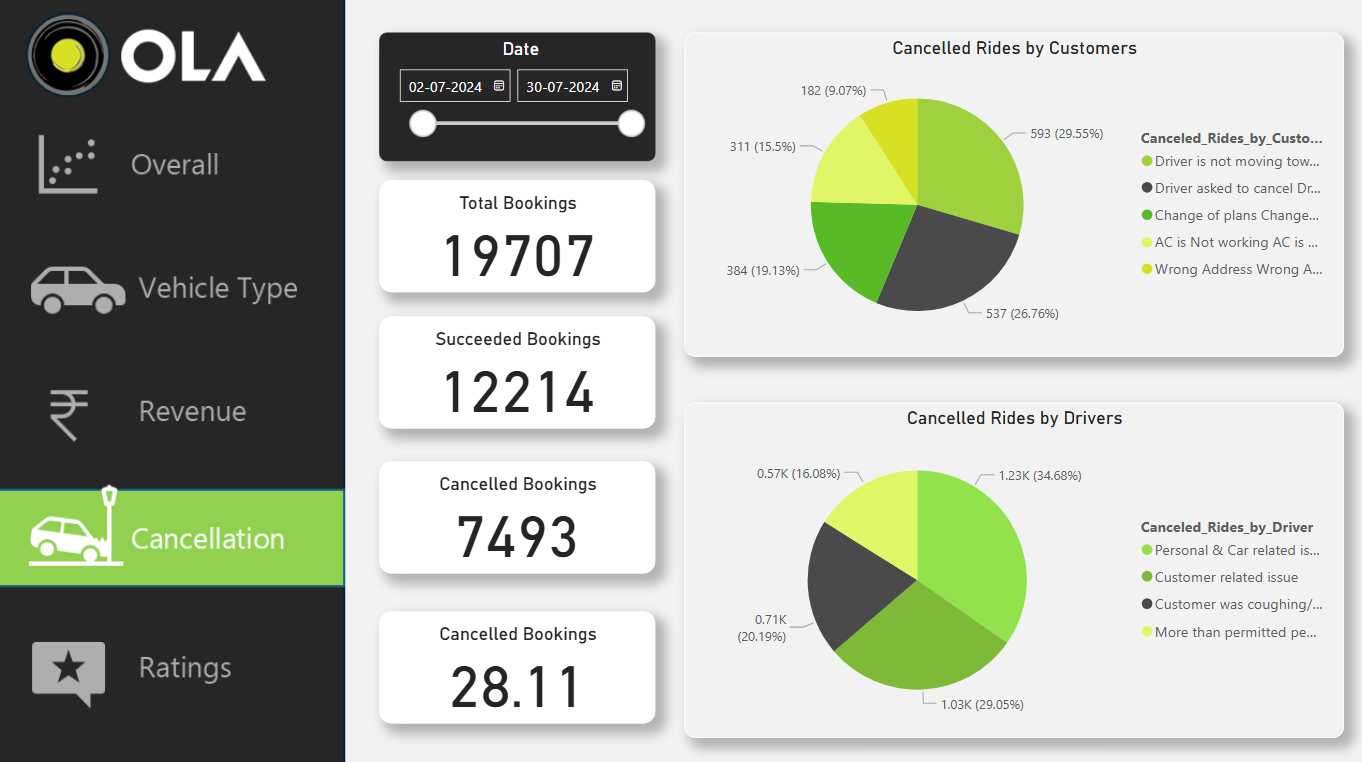 OLA
Overall
Vehicle Type
Revenue
Cancellation
Ratings
Date
02-07-2024 30-07-2024
Total Bookings
19707
Succeeded Bookings
12214
Cancelled Bookings
7493
Cancelled Bookings
28.11
Cancelled Rides by Customers
182 (9.07%)
593 (29.55%)
311 (15.5%)
384 (19.13%)
537 (26.76%)
Canceled_Rides_by_Custo...
Driver is not moving tow...
Driver asked to cancel Dr...
Change of plans Change...
AC is Not working AC is ...
Wrong Address Wrong A...
Cancelled Rides by Drivers
0.57K (16.08%)
1.23K (34.68%)
0.71K
(20.19%)
1.03K (29.05%)
Canceled_Rides_by_Driver
Personal & Car related is...
Customer related issue
Customer was coughing/...
More than permitted pe...